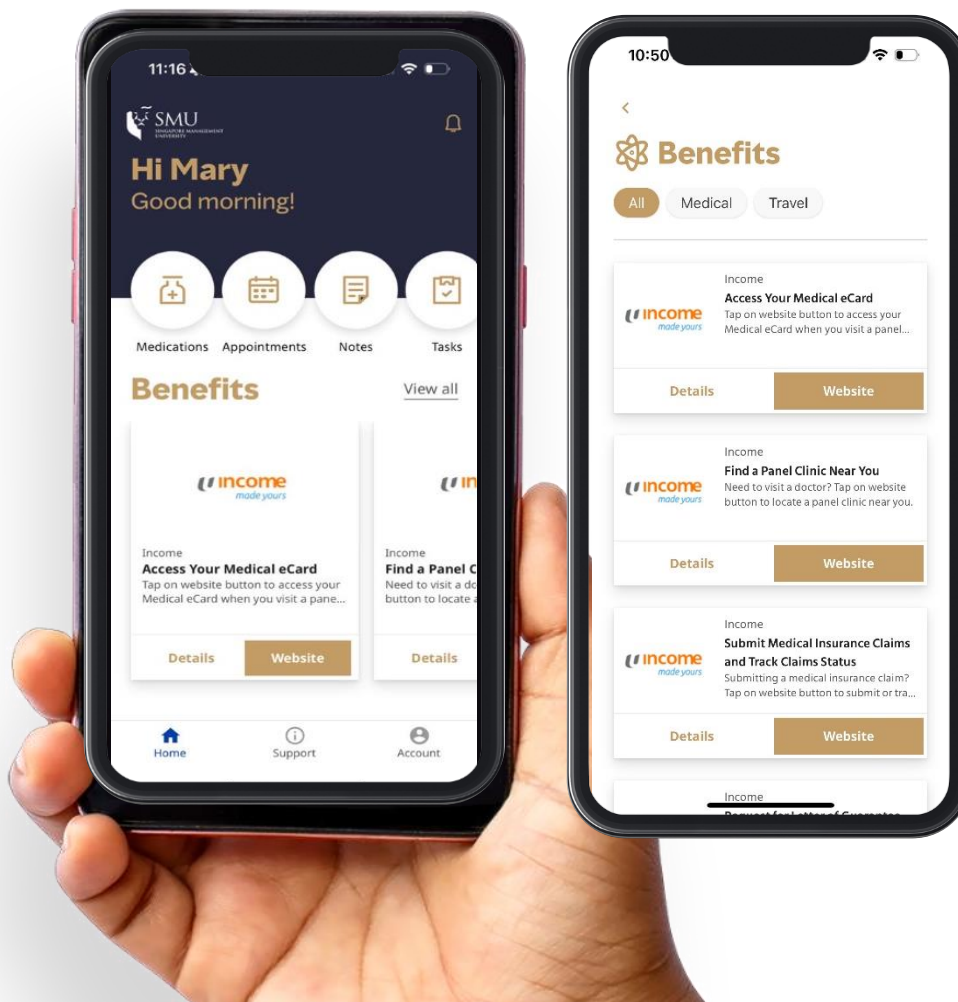 11:16
SMU
SINGAPORE MANAGEMENT
UNIVERSITY
Hi Mary
Good morning!
Medications Appointments Notes Tasks
Benefits View all
income
made yours
Income
Access Your Medical eCard
Tap on website button to access your
Medical eCard when you visit a pane...
Details Website
in
Income
Find a Panel C
Need to visit a do
button to locate a
Details
Home Support Account
10:50
Benefits
All Medical Travel
income
made yours
Income
Access Your Medical eCard
Tap on website button to access your
Medical eCard when you visit a panel...
Details Website
income
made yours
Income
Find a Panel Clinic Near You
Need to visit a doctor? Tap on website
button to locate a panel clinic near you.
Details Website
income
made yours
Income
Submit Medical Insurance Claims
and Track Claims Status
Submitting a medical insurance claim?
Tap on website button to submit or tra...
Details Website
Income